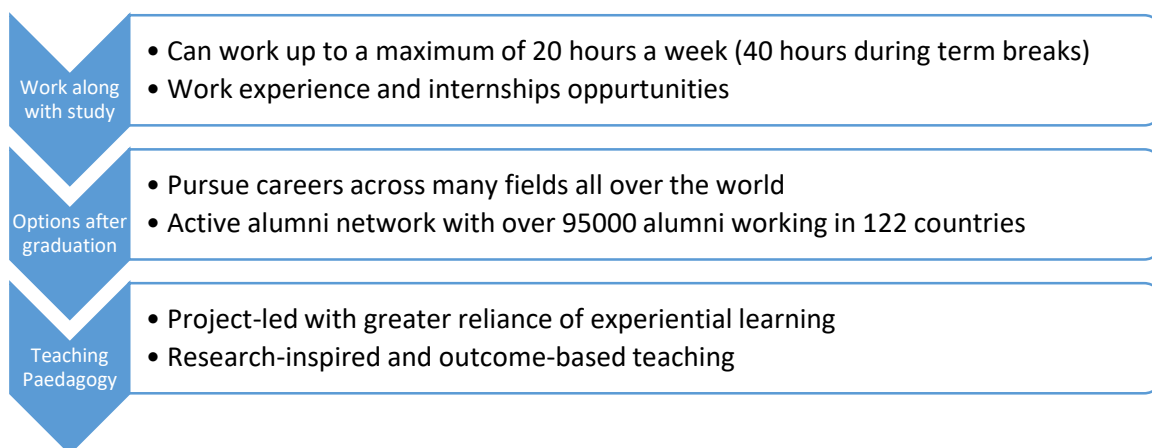 Work along
with study
• Can work up to a maximum of 20 hours a week (40 hours during term breaks)
• Work experience and internships oppurtunities
Options after
graduation
• Pursue careers across many fields all over the world
• Active alumni network with over 95000 alumni working in 122 countries
Teaching
Paedagogy
• Project-led with greater reliance of experiential learning
• Research-inspired and outcome-based teaching